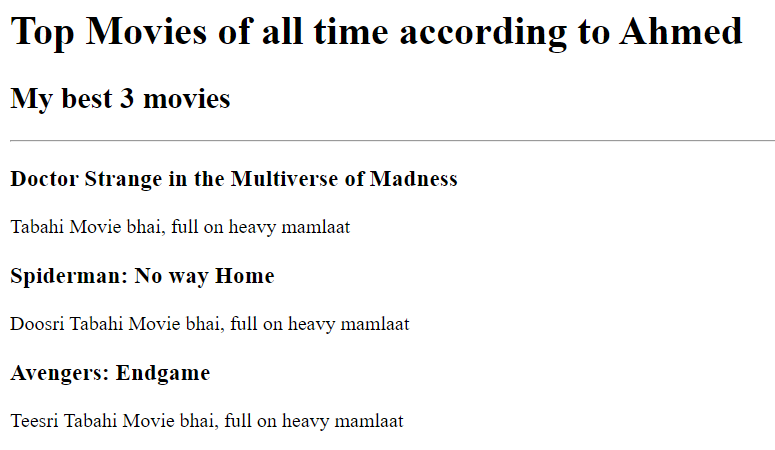 Top Movies of all time according to Ahmed
My best 3 movies
Doctor Strange in the Multiverse of Madness
Tabahi Movie bhai, full on heavy mamlaat
Spiderman: No way Home
Doosri Tabahi Movie bhai, full on heavy mamlaat
Avengers: Endgame
Teesri Tabahi Movie bhai, full on heavy mamlaat